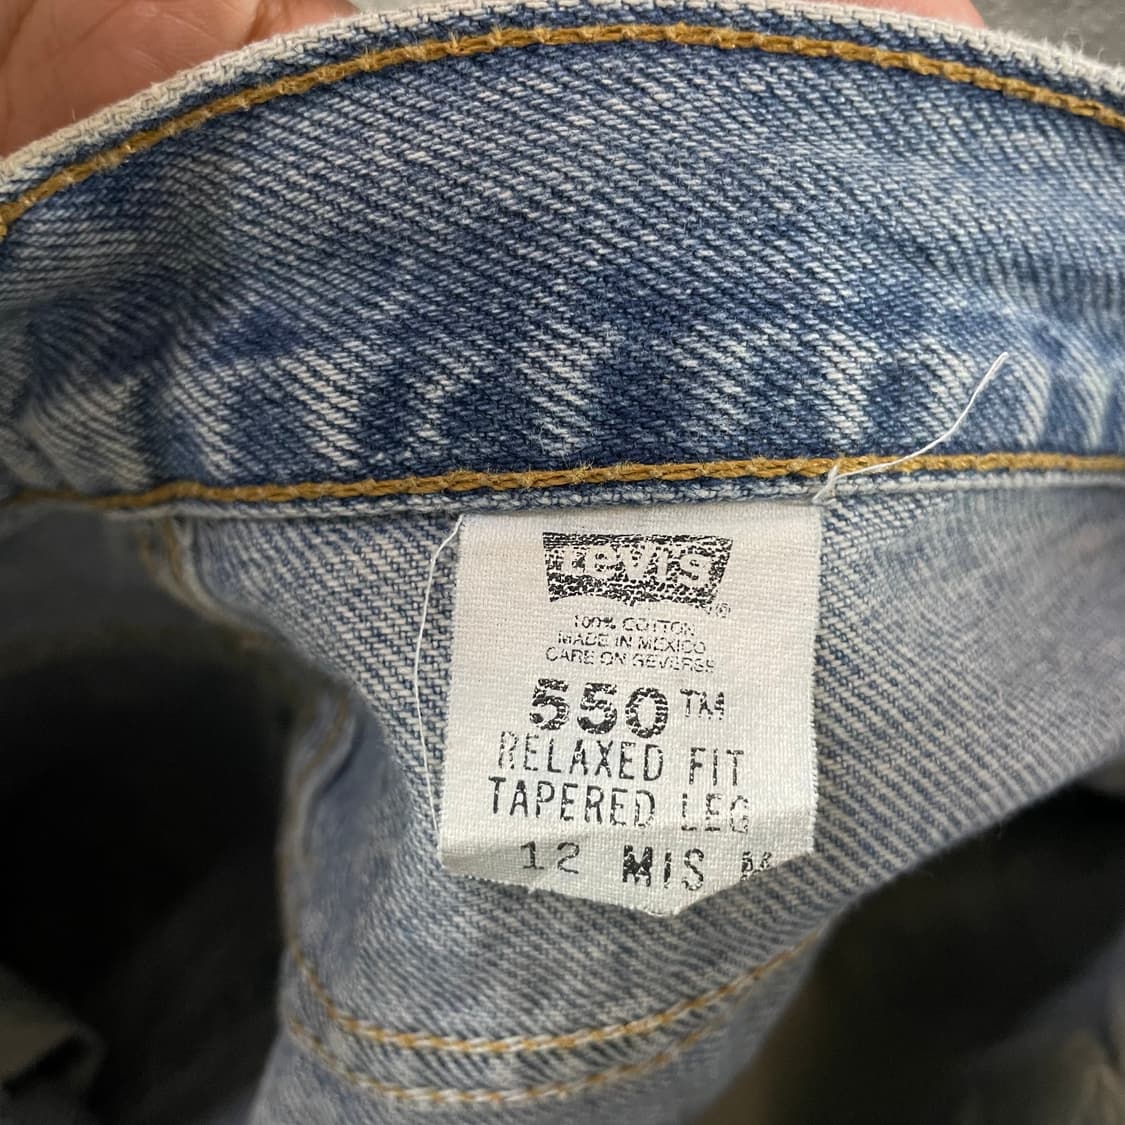 Levi's®
100% COTTON
MADE IN MEXICO
CARE ON REVERSE
550™
RELAXED FIT
TAPERED LEG
12 MIS M